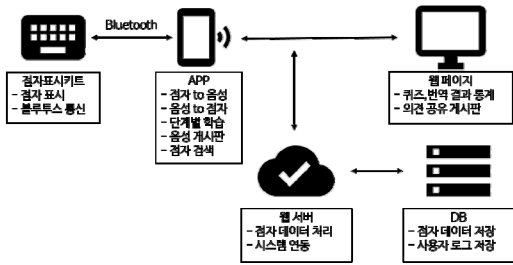 Bluetooth
점자표시키트
- 점자 표시
- 블루투스 통신
APP
- 점자 to 음성
- 음성 to 점자
- 단계별 학습
- 음성 게시판
- 점자 검색
웹 페이지
- 퀴즈,번역 결과 통계
- 의견 공유 게시판
웹 서버
- 점자 데이터 처리
- 시스템 연동
DB
- 점자 데이터 저장
- 사용자 로그 저장